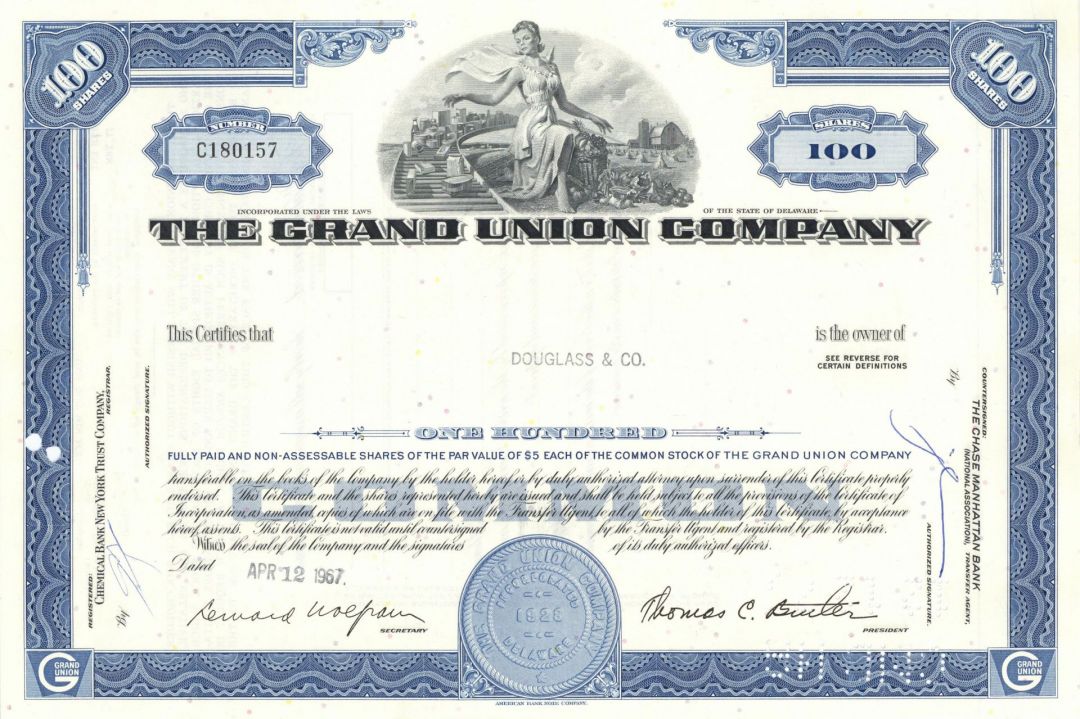 100
SHARES
100
SHARES
NUMBER
C180157
SHARES
100
INCORPORATED UNDER THE LAWS
OF THE STATE OF DELAWARE
THE GRAND UNION COMPANY
This Certifies that
is the owner of
DOUGLASS & CO.
SEE REVERSE FOR
CERTAIN DEFINITIONS
ONE HUNDRED
FULLY PAID AND NON-ASSESSABLE SHARES OF THE PAR VALUE OF $5 EACH OF THE COMMON STOCK OF THE GRAND UNION COMPANY
COMMON
transferable on the books of the Company by the holder hereof or by duly authorized attorney upon surrender of this Certificate properly
endorsed. This Certificate and the shares represented hereby are issued and shall be held subject to all the provisions of the Certificate of
Incorporation, as amended, copies of which are on file with the Transfer Agent, to all of which the holder of this Certificate, by acceptance
hereof, assents. This Certificate is not valid until countersigned by the Transfer Agent and registered by the Registrar.
Witness the seal of the Company and the signatures of its duly authorized officers.
Dated
APR 12 1967.
SECRETARY
Thomas C. Butler
PRESIDENT
THE GRAND UNION COMPANY
INCORPORATED
1928
DELAWARE
REGISTERED:
CHEMICAL BANK NEW YORK TRUST COMPANY,
REGISTRAR.
By
AUTHORIZED SIGNATURE.
COUNTERSIGNED:
THE CHASE MANHATTAN BANK
(NATIONAL ASSOCIATION),
TRANSFER AGENT,
By
AUTHORIZED SIGNATURE.
G GRAND
UNION
G GRAND
UNION
AMERICAN BANK NOTE COMPANY.